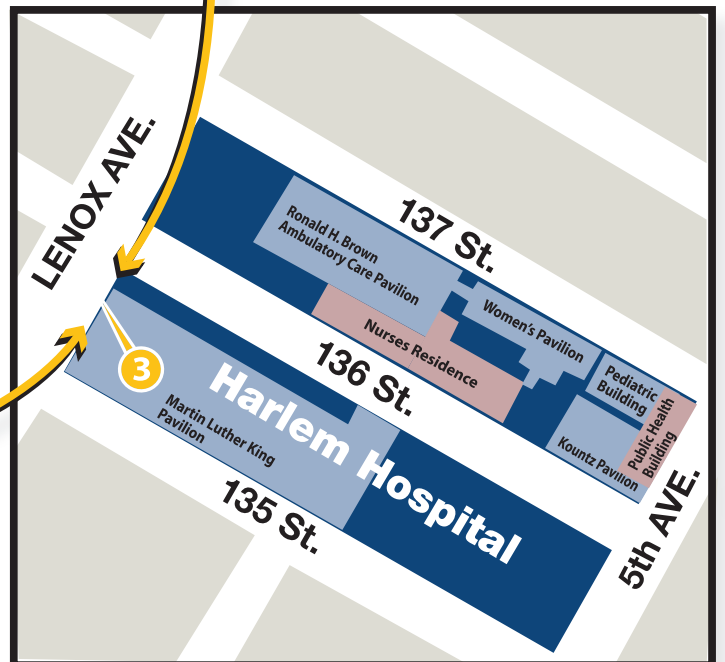 LENOX AVE.
137 St.
Ronald H. Brown
Ambulatory Care Pavilion
Women's Pavilion
Nurses Residence
Pediatric
Building
Public Health
Building
Kountz Pavilion
136 St.
3
Harlem Hospital
Martin Luther King
Pavilion
135 St.
5th AVE.